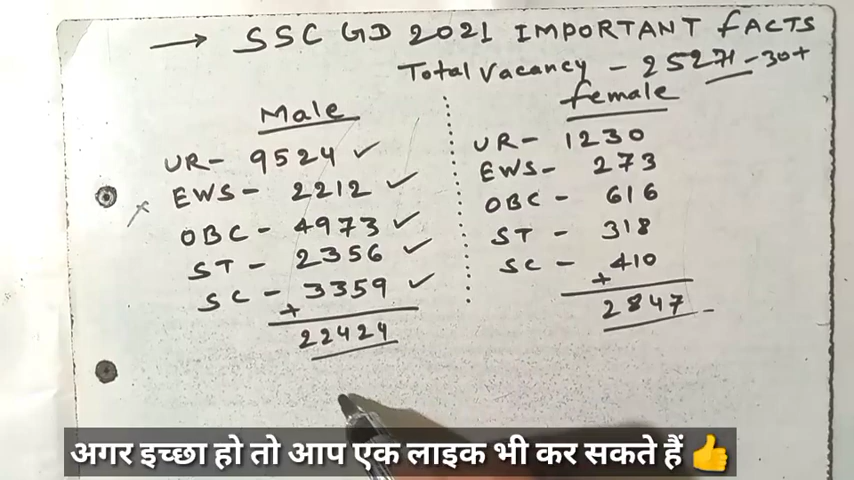 → SSC GD 2021 IMPORTANT FACTS
Total Vacancy - 25271 - 30+
Male
UR - 9524 ✓
EWS - 2212 ✓
OBC - 4973 ✓
ST - 2356 ✓
SC - 3359 ✓
+
22424
female
UR - 1230
EWS - 273
OBC - 616
ST - 318
SC - 410
+
2847
अगर इच्छा हो तो आप एक लाइक भी कर सकते हैं 👍